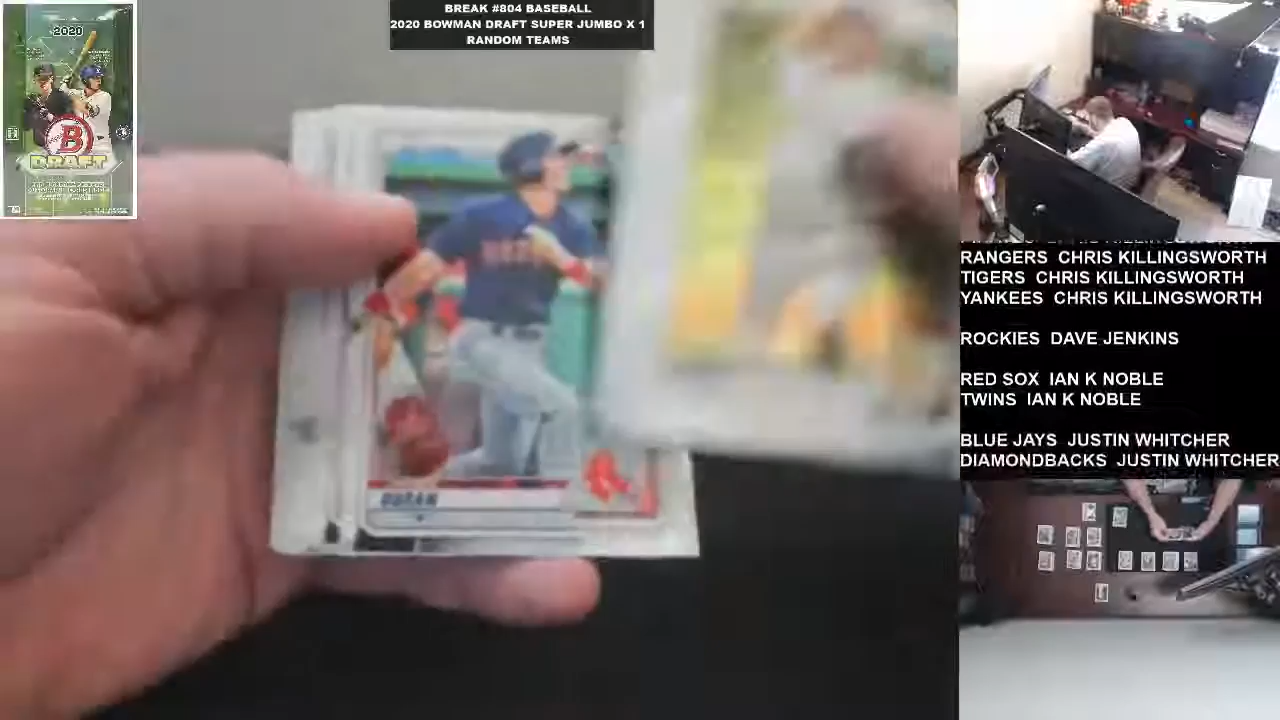 BREAK #804 BASEBALL
2020 BOWMAN DRAFT SUPER JUMBO X 1
RANDOM TEAMS
2020
B
DRAFT
RANGERS CHRIS KILLINGSWORTH
TIGERS CHRIS KILLINGSWORTH
YANKEES CHRIS KILLINGSWORTH
ROCKIES DAVE JENKINS
RED SOX IAN K NOBLE
TWINS IAN K NOBLE
BLUE JAYS JUSTIN WHITCHER
DIAMONDBACKS JUSTIN WHITCHER
DURAN